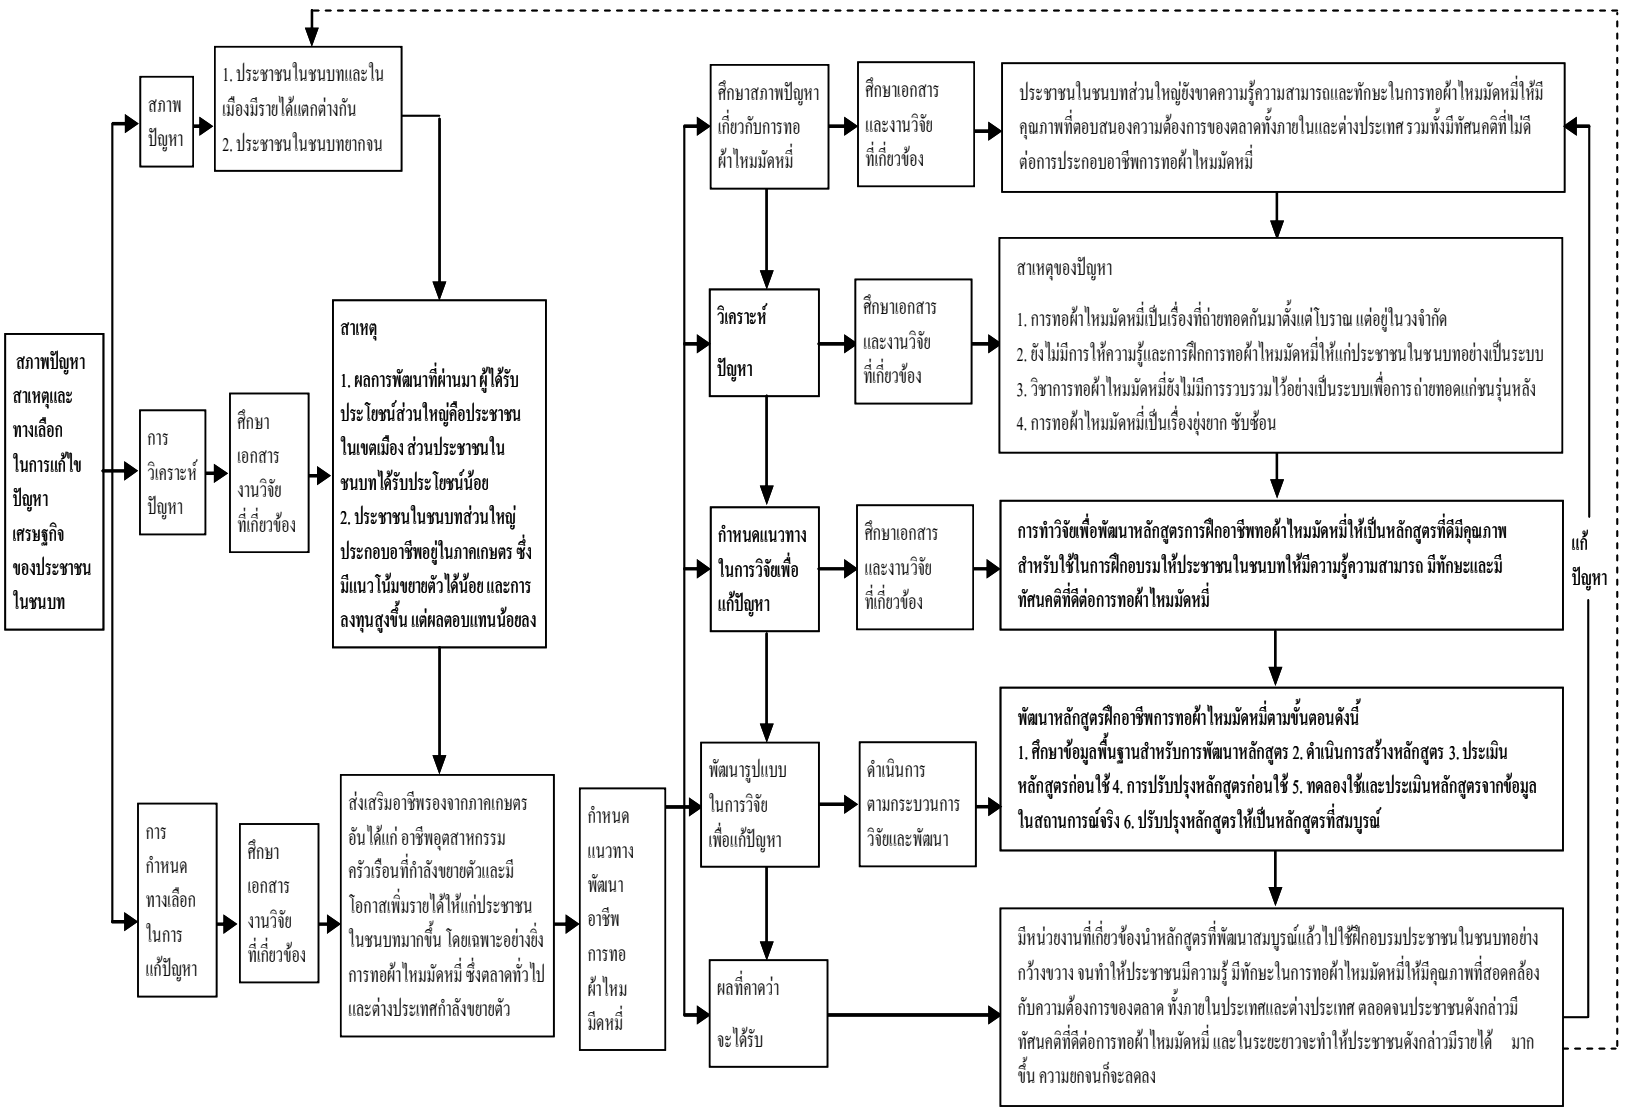 1. ประชาชนในชนบทและใน
เมืองมีรายได้แตกต่างกัน
2. ประชาชนในชนบทยากจน
สภาพ
ปัญหา
สาเหตุ
1. ผลการพัฒนาที่ผ่านมา ผู้ได้รับ
ประโยชน์ส่วนใหญ่คือประชาชน
ในเขตเมือง ส่วนประชาชนใน
ชนบทได้รับประโยชน์น้อย
2. ประชาชนในชนบทส่วนใหญ่
ประกอบอาชีพอยู่ในภาคเกษตร ซึ่ง
มีแนวโน้มขยายตัวได้น้อย และการ
ลงทุนสูงขึ้น แต่ผลตอบแทนน้อยลง
สภาพปัญหา
สาเหตุและ
ทางเลือก
ในการแก้ไข
ปัญหา
เศรษฐกิจ
ของประชาชน
ในชนบท
การ
วิเคราะห์
ปัญหา
ศึกษา
เอกสาร
งานวิจัย
ที่เกี่ยวข้อง
การ
กำหนด
ทางเลือก
ในการ
แก้ปัญหา
ศึกษา
เอกสาร
งานวิจัย
ที่เกี่ยวข้อง
ส่งเสริมอาชีพรองจากภาคเกษตร
อันได้แก่ อาชีพอุตสาหกรรม
ครัวเรือนที่กำลังขยายตัวและมี
โอกาสเพิ่มรายได้ให้แก่ประชาชน
ในชนบทมากขึ้น โดยเฉพาะอย่างยิ่ง
การทอผ้าไหมมัดหมี่ ซึ่งตลาดทั่วไป
และต่างประเทศกำลังขยายตัว
กำหนด
แนวทาง
พัฒนา
อาชีพ
การทอ
ผ้าไหม
มีดหมี่
ศึกษาสภาพปัญหา
เกี่ยวกับการทอ
ผ้าไหมมัดหมี่
ศึกษาเอกสาร
และงานวิจัย
ที่เกี่ยวข้อง
ประชาชนในชนบทส่วนใหญ่ยังขาดความรู้ความสามารถและทักษะในการทอผ้าไหมมัดหมี่ให้มี
คุณภาพที่ตอบสนองความต้องการของตลาดทั้งภายในและต่างประเทศ รวมทั้งมีทัศนคติที่ไม่ดี
ต่อการประกอบอาชีพการทอผ้าไหมมัดหมี่
วิเคราะห์
ปัญหา
ศึกษาเอกสาร
และงานวิจัย
ที่เกี่ยวข้อง
สาเหตุของปัญหา
1. การทอผ้าไหมมัดหมี่เป็นเรื่องที่ถ่ายทอดกันมาตั้งแต่โบราณ แต่อยู่ในวงจำกัด
2. ยังไม่มีการให้ความรู้และการฝึกการทอผ้าไหมมัดหมี่ให้แก่ประชาชนในชนบทอย่างเป็นระบบ
3. วิชาการทอผ้าไหมมัดหมี่ยังไม่มีการรวบรวมไว้อย่างเป็นระบบเพื่อการถ่ายทอดแก่ชนรุ่นหลัง
4. การทอผ้าไหมมัดหมี่เป็นเรื่องยุ่งยาก ซับซ้อน
กำหนดแนวทาง
ในการวิจัยเพื่อ
แก้ปัญหา
ศึกษาเอกสาร
และงานวิจัย
ที่เกี่ยวข้อง
การทำวิจัยเพื่อพัฒนาหลักสูตรการฝึกอาชีพทอผ้าไหมมัดหมี่ให้เป็นหลักสูตรที่ดีมีคุณภาพ
สำหรับใช้ในการฝึกอบรมให้ประชาชนในชนบทให้มีความรู้ความสามารถ มีทักษะและมี
ทัศนคติที่ดีต่อการทอผ้าไหมมัดหมี่
แก้
ปัญหา
พัฒนารูปแบบ
ในการวิจัย
เพื่อแก้ปัญหา
ดำเนินการ
ตามกระบวนการ
วิจัยและพัฒนา
พัฒนาหลักสูตรฝึกอาชีพการทอผ้าไหมมัดหมี่ตามขั้นตอนดังนี้
1. ศึกษาข้อมูลพื้นฐานสำหรับการพัฒนาหลักสูตร 2. ดำเนินการสร้างหลักสูตร 3. ประเมิน
หลักสูตรก่อนใช้ 4. การปรับปรุงหลักสูตรก่อนใช้ 5. ทดลองใช้และประเมินหลักสูตรจากข้อมูล
ในสถานการณ์จริง 6. ปรับปรุงหลักสูตรให้เป็นหลักสูตรที่สมบูรณ์
ผลที่คาดว่า
จะได้รับ
มีหน่วยงานที่เกี่ยวข้องนำหลักสูตรที่พัฒนาสมบูรณ์แล้วไปใช้ฝึกอบรมประชาชนในชนบทอย่าง
กว้างขวาง จนทำให้ประชาชนมีความรู้ มีทักษะในการทอผ้าไหมมัดหมี่ให้มีคุณภาพที่สอดคล้อง
กับความต้องการของตลาด ทั้งภายในประเทศและต่างประเทศ ตลอดจนประชาชนดังกล่าวมี
ทัศนคติที่ดีต่อการทอผ้าไหมมัดหมี่ และในระยะยาวจะทำให้ประชาชนดังกล่าวมีรายได้ มาก
ขึ้น ความยกจนก็จะลดลง